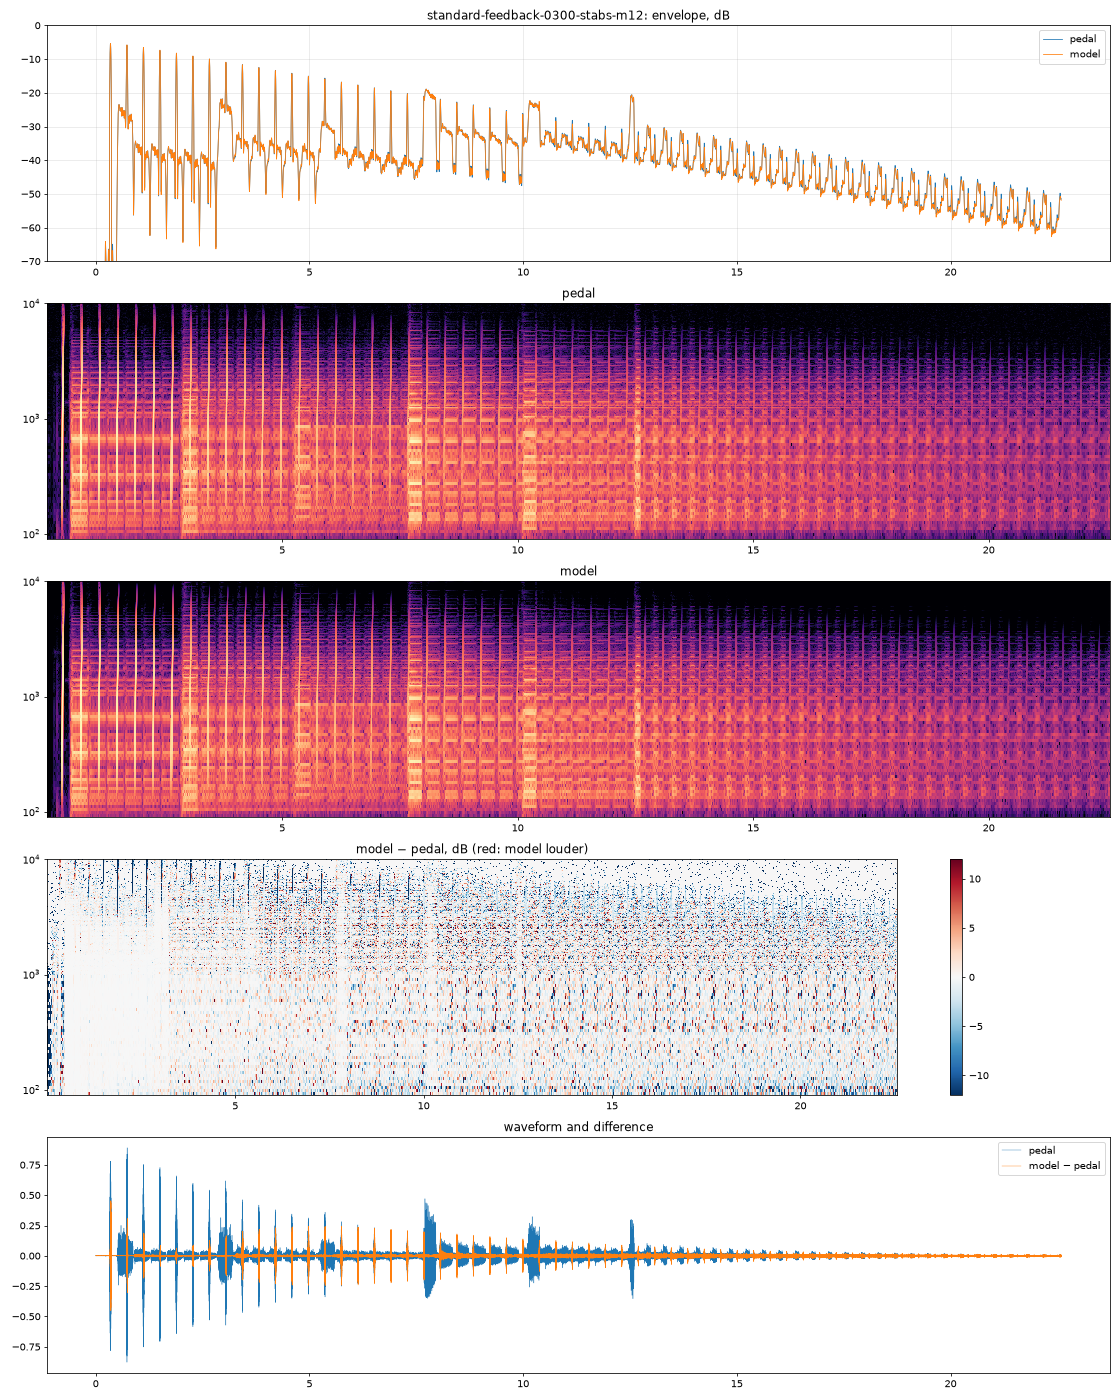 standard-feedback-0300-stabs-m12: envelope, dB
0
−10
−20
−30
−40
−50
−60
−70
pedal
model
0 5 10 15 20
pedal
10⁴
10³
10²
5 10 15 20
model
10⁴
10³
10²
5 10 15 20
model − pedal, dB (red: model louder)
10⁴
10³
10²
5 10 15 20
10
5
0
−5
−10
waveform and difference
0.75
0.50
0.25
0.00
−0.25
−0.50
−0.75
pedal
model − pedal
0 5 10 15 20